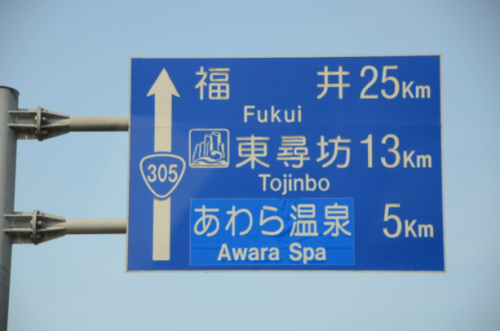 福 井 25Km
Fukui
東尋坊 13Km
Tojinbo
305
あわら温泉 5Km
Awara Spa